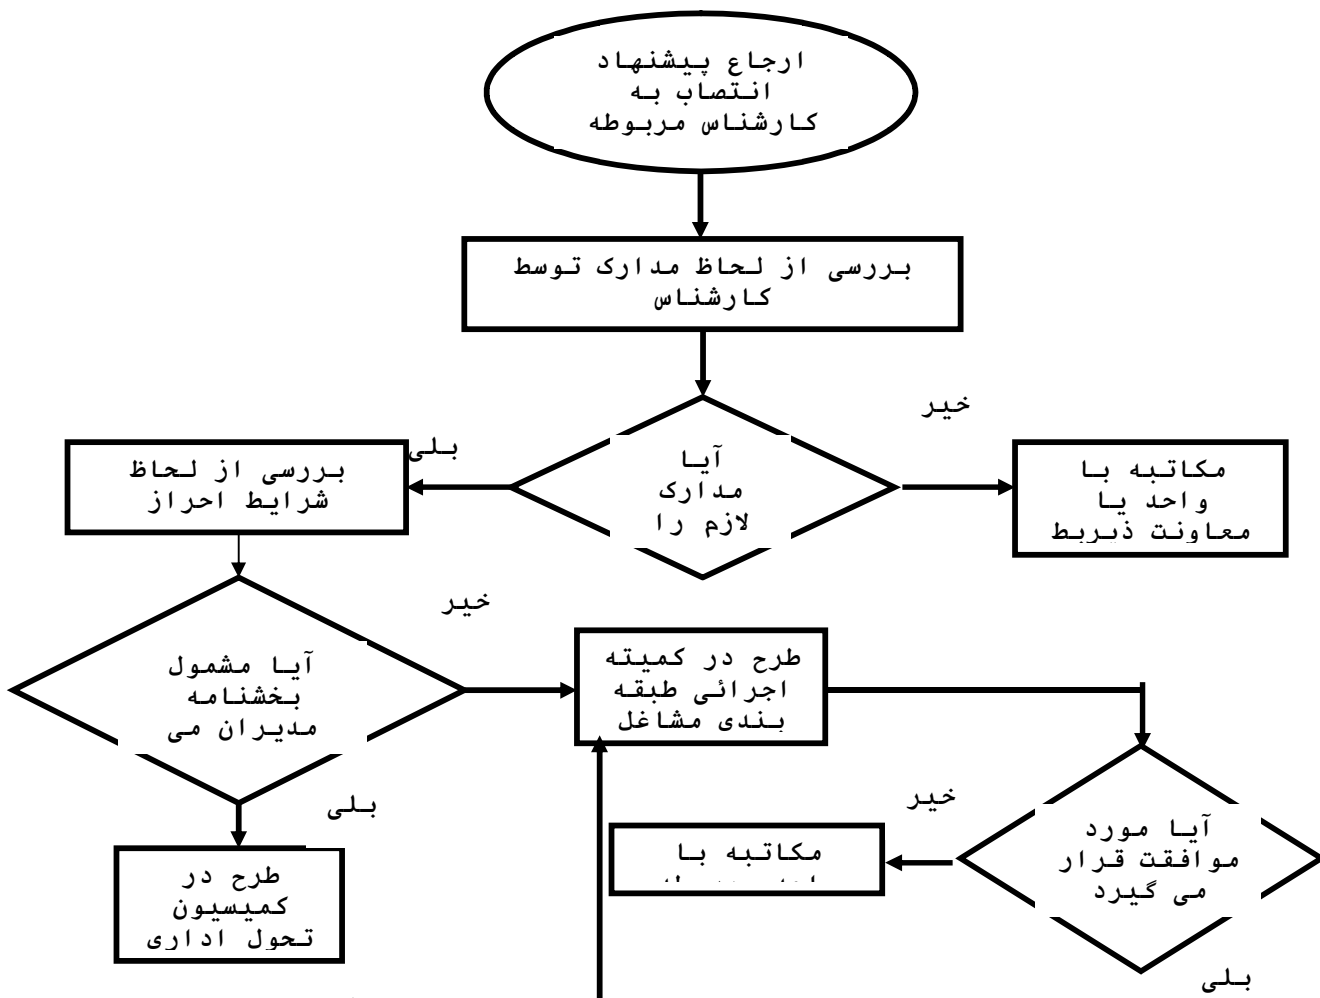 ارجاع پیشنهاد
انتصاب به
کارشناس مربوطه
بررسی از لحاظ مدارک توسط
کارشناس
خیر
بلی
آیا
مدارک
لازم را
مکاتبه با
واحد یا
معاونت ذیربط
بررسی از لحاظ
شرایط احراز
خیر
آیا مشمول
بخشنامه
مدیران می
طرح در کمیته
اجرائی طبقه
بندی مشاغل
بلی
خیر
آیا مورد
موافقت قرار
می گیرد
مکاتبه با
طرح در
کمیسیون
تحول اداری
بلی